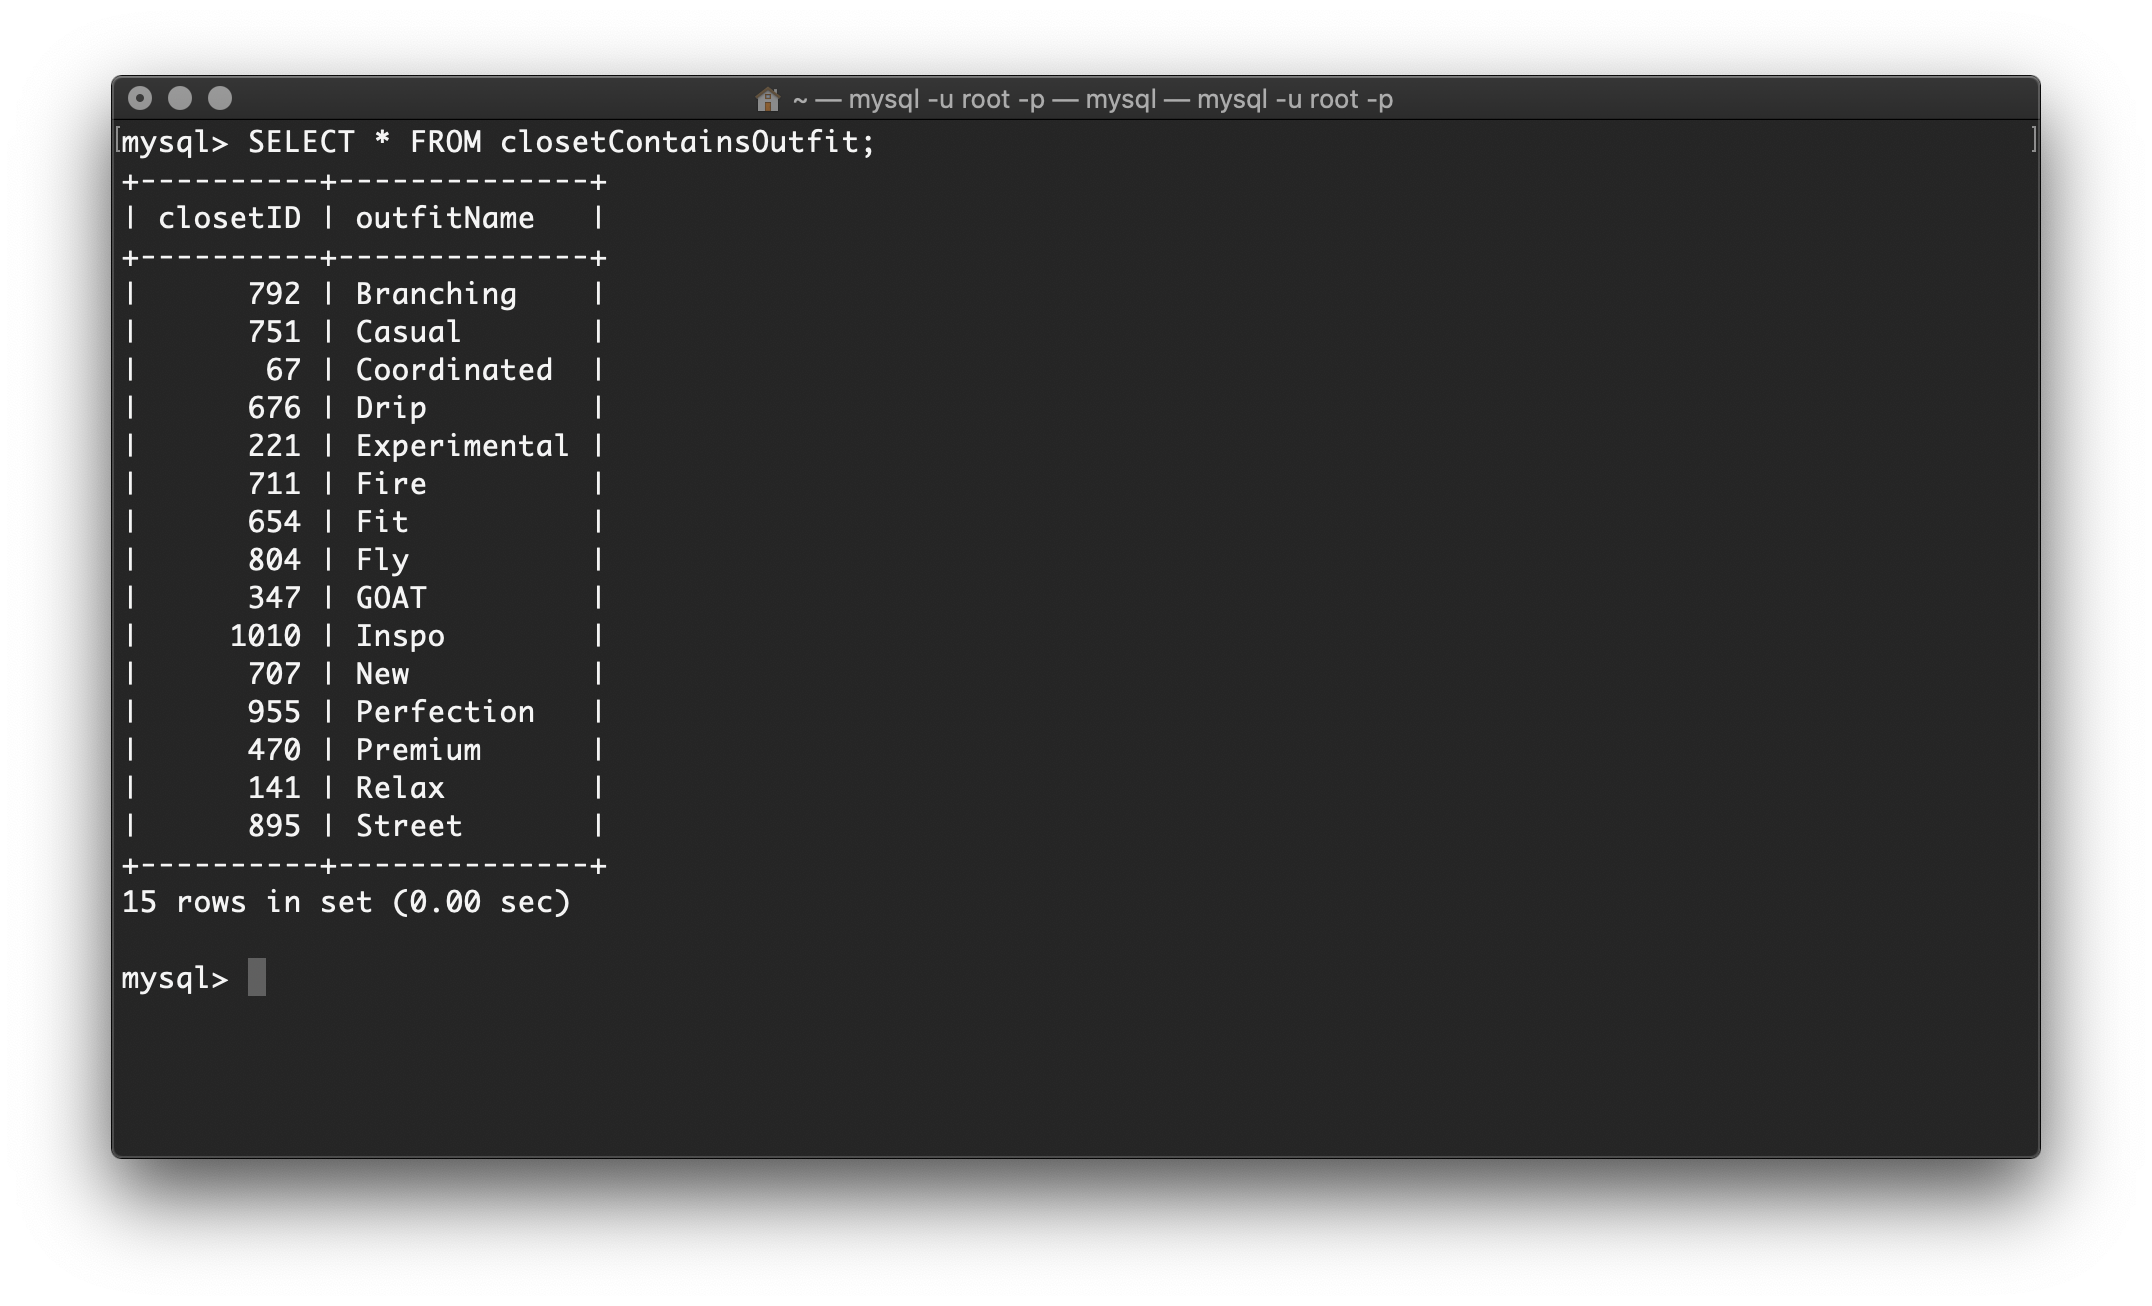 ~ — mysql -u root -p — mysql — mysql -u root -p
[mysql> SELECT * FROM closetContainsOutfit; ]
+----------+--------------+
| closetID | outfitName   |
+----------+--------------+
|      792 | Branching    |
|      751 | Casual       |
|       67 | Coordinated  |
|      676 | Drip         |
|      221 | Experimental |
|      711 | Fire         |
|      654 | Fit          |
|      804 | Fly          |
|      347 | GOAT         |
|     1010 | Inspo        |
|      707 | New          |
|      955 | Perfection   |
|      470 | Premium      |
|      141 | Relax        |
|      895 | Street       |
+----------+--------------+
15 rows in set (0.00 sec)
mysql>